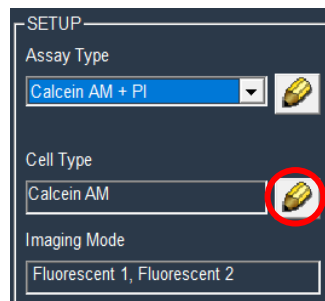 SETUP
Assay Type
Calcein AM + PI
Cell Type
Calcein AM
Imaging Mode
Fluorescent 1, Fluorescent 2